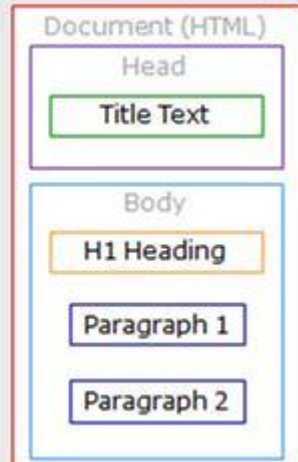 Document (HTML)
Head
Title Text
Body
H1 Heading
Paragraph 1
Paragraph 2